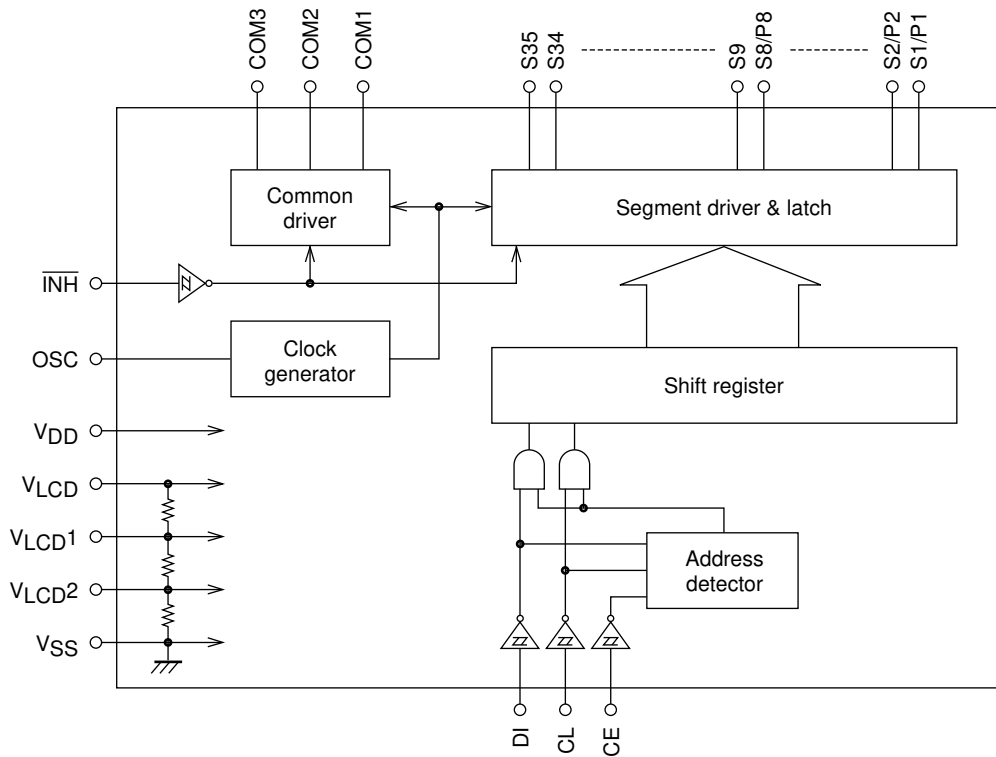 COM3
COM2
COM1
S35
S34
S9
S8/P8
S2/P2
S1/P1
Common
driver
Segment driver & latch
INH
OSC
Clock
generator
Shift register
VDD
VLCD
VLCD1
VLCD2
VSS
Address
detector
DI
CL
CE